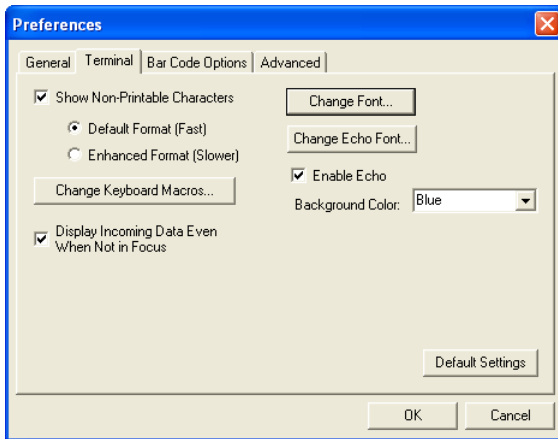 Preferences
General Terminal Bar Code Options Advanced
Show Non-Printable Characters
Default Format (Fast)
Enhanced Format (Slower)
Change Keyboard Macros...
Display Incoming Data Even
When Not in Focus
Change Font...
Change Echo Font...
Enable Echo
Background Color: Blue
Default Settings
OK Cancel